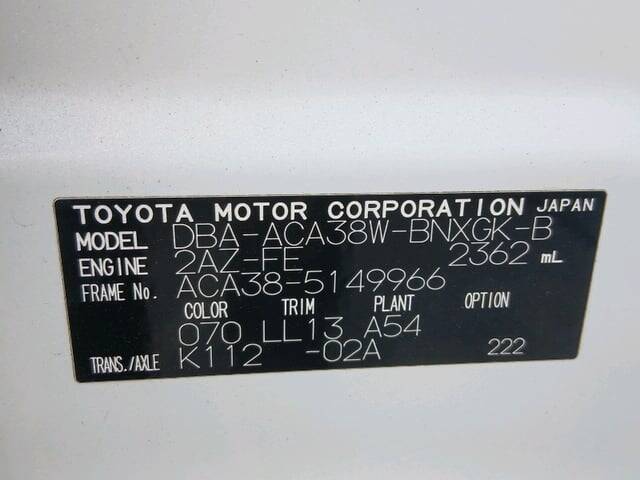 TOYOTA MOTOR CORPORATION JAPAN
MODEL DBA-ACA38W-BNXGK-B
ENGINE 2AZ-FE 2362 mL
FRAME No. ACA38-5149966
COLOR TRIM PLANT OPTION
070 LL13 A54
TRANS./AXLE K112 -02A 222